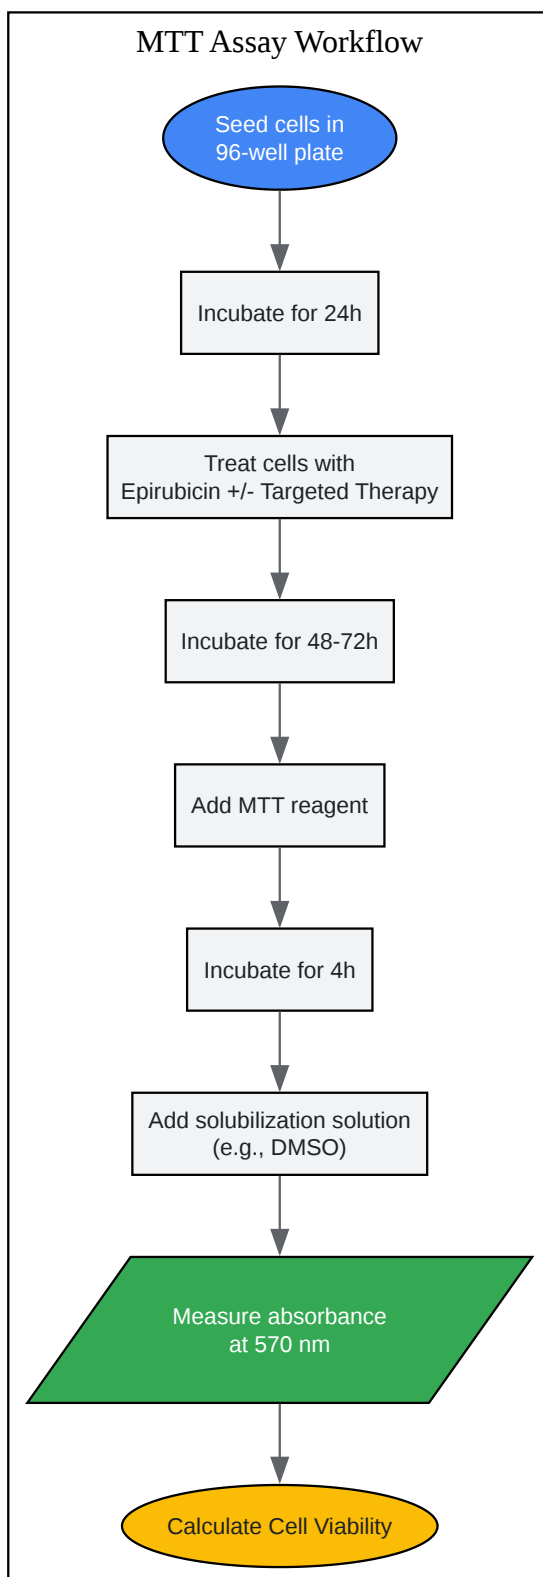 MTT Assay Workflow
Seed cells in
96-well plate
Incubate for 24h
Treat cells with
Epirubicin +/- Targeted Therapy
Incubate for 48-72h
Add MTT reagent
Incubate for 4h
Add solubilization solution
(e.g., DMSO)
Measure absorbance
at 570 nm
Calculate Cell Viability